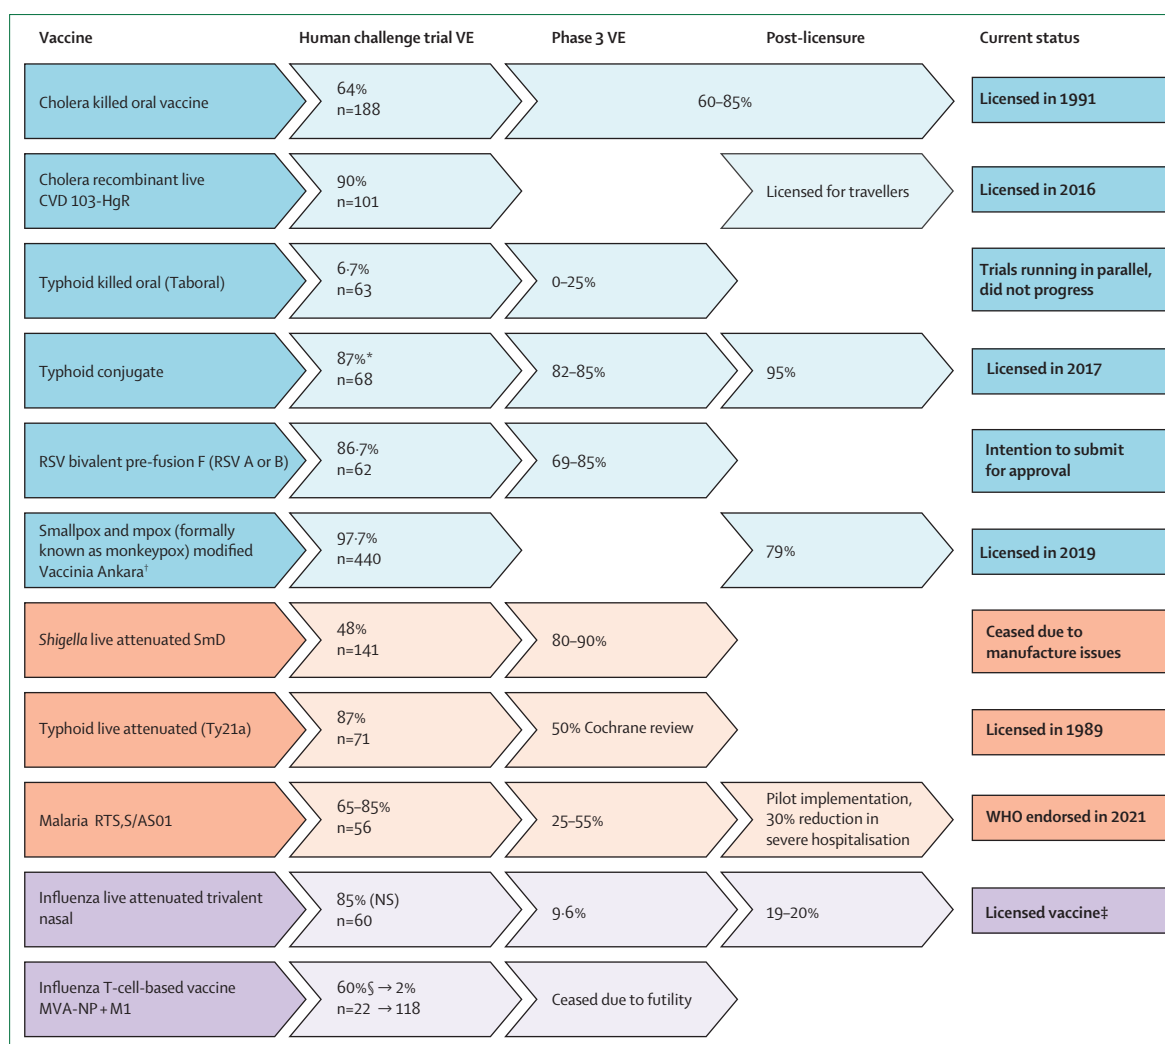 Vaccine
Human challenge trial VE
Phase 3 VE
Post-licensure
Current status
Cholera killed oral vaccine
64%
n=188
60–85%
Licensed in 1991
Cholera recombinant live
CVD 103-HgR
90%
n=101
Licensed for travellers
Licensed in 2016
Typhoid killed oral (Taboral)
6·7%
n=63
0–25%
Trials running in parallel,
did not progress
Typhoid conjugate
87%*
n=68
82–85%
95%
Licensed in 2017
RSV bivalent pre-fusion F (RSV A or B)
86·7%
n=62
69–85%
Intention to submit
for approval
Smallpox and mpox (formally
known as monkeypox) modified
Vaccinia Ankara†
97·7%
n=440
79%
Licensed in 2019
Shigella live attenuated SmD
48%
n=141
80–90%
Ceased due to
manufacture issues
Typhoid live attenuated (Ty21a)
87%
n=71
50% Cochrane review
Licensed in 1989
Malaria RTS,S/AS01
65–85%
n=56
25–55%
Pilot implementation,
30% reduction in
severe hospitalisation
WHO endorsed in 2021
Influenza live attenuated trivalent
nasal
85% (NS)
n=60
9·6%
19–20%
Licensed vaccine‡
Influenza T-cell-based vaccine
MVA-NP + M1
60%§ → 2%
n=22 → 118
Ceased due to futility